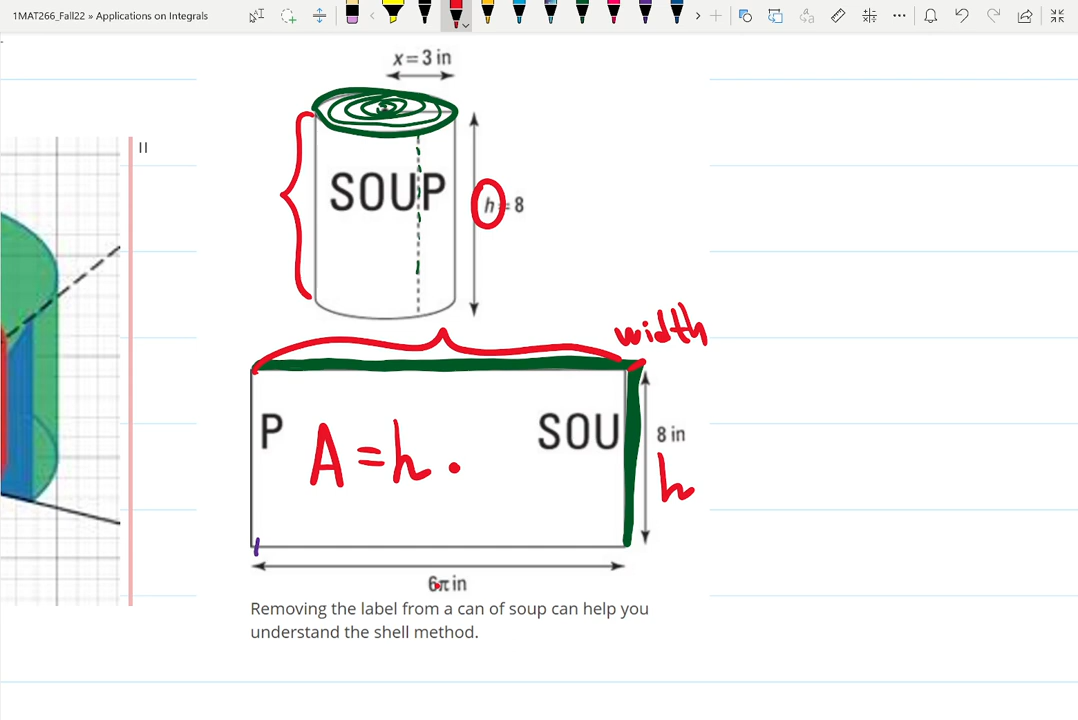 1MAT266_Fall22 » Applications on Integrals
x = 3 in
SOUP
h = 8
width
P
SOU
A = h ·
8 in
h
6π in
Removing the label from a can of soup can help you
understand the shell method.